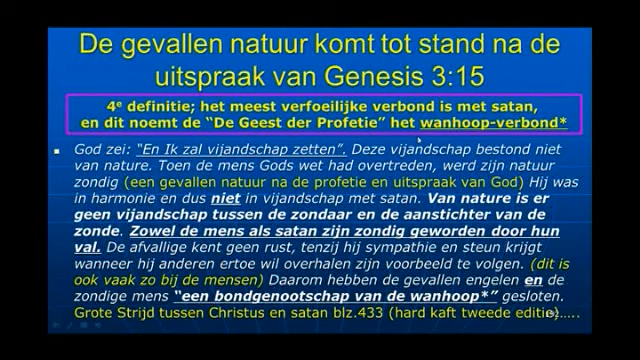 De gevallen natuur komt tot stand na de
uitspraak van Genesis 3:15
4e definitie; het meest verfoeilijke verbond is met satan,
en dit noemt de “De Geest der Profetie” het wanhoop-verbond*
God zei: “En Ik zal vijandschap zetten”. Deze vijandschap bestond niet
van nature. Toen de mens Gods wet had overtreden, werd zijn natuur
zondig (een gevallen natuur na de profetie en uitspraak van God) Hij was
in harmonie en dus niet in vijandschap met satan. Van nature is er
geen vijandschap tussen de zondaar en de aanstichter van de
zonde. Zowel de mens als satan zijn zondig geworden door hun
val. De afvallige kent geen rust, tenzij hij sympathie en steun krijgt
wanneer hij anderen ertoe wil overhalen zijn voorbeeld te volgen. (dit is
ook vaak zo bij de mensen) Daarom hebben de gevallen engelen en de
zondige mens “een bondgenootschap van de wanhoop*” gesloten.
Grote Strijd tussen Christus en satan blz.433 (hard kaft tweede editie)…..